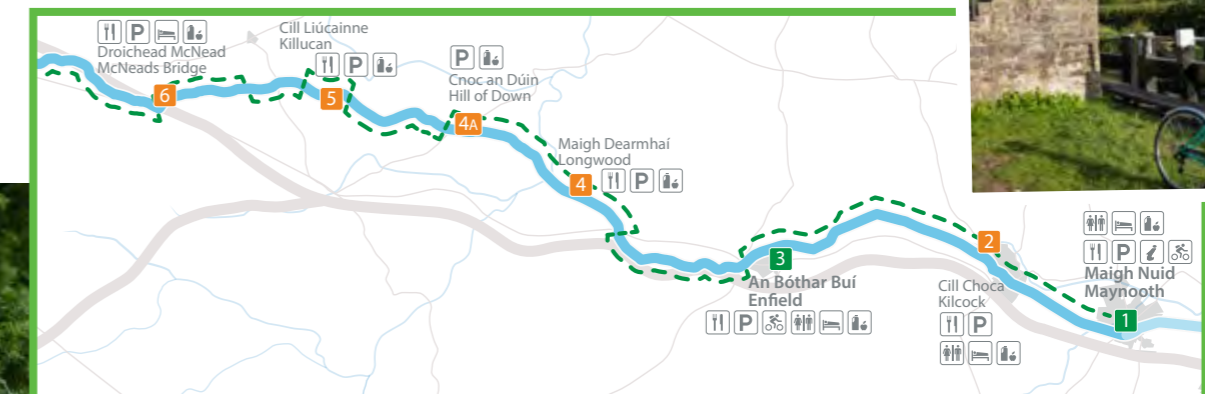 P
Droichead McNead
McNeads Bridge
6
Cill Liúcainne
Killucan
P
5
P
Cnoc an Dúin
Hill of Down
4A
Maigh Dearmhaí
Longwood
4
P
3
An Bóthar Buí
Enfield
P
2
Cill Choca
Kilcock
P
P i
Maigh Nuid
Maynooth
1